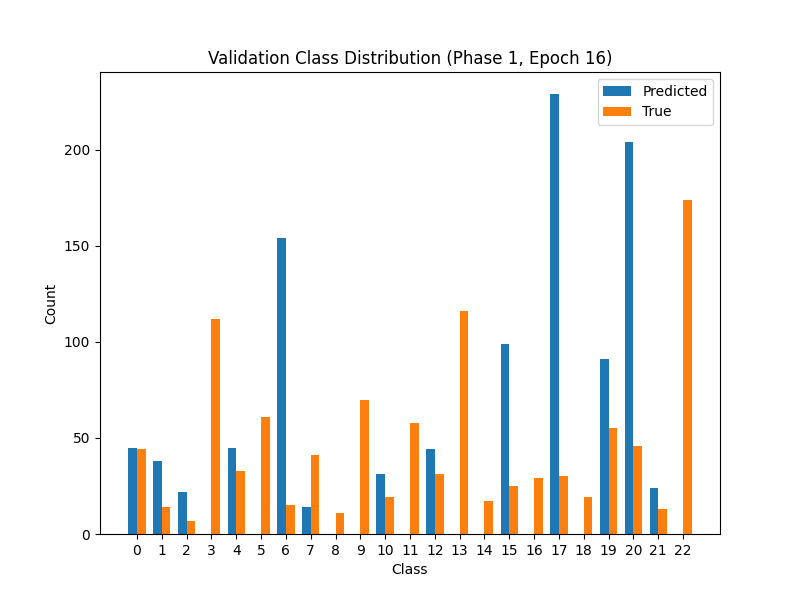 Validation Class Distribution (Phase 1, Epoch 16)
Predicted
True
200
150
100
50
0
Count
0 1 2 3 4 5 6 7 8 9 10 11 12 13 14 15 16 17 18 19 20 21 22
Class